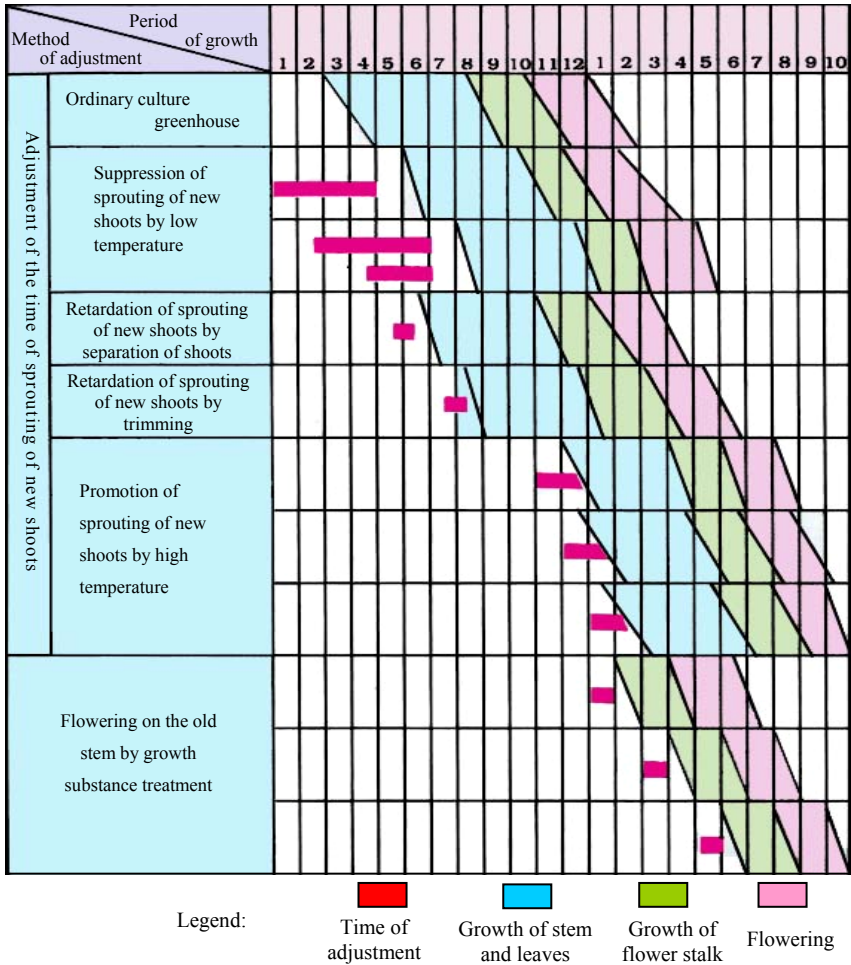 Period
of growth
Method
of adjustment
1 2 3 4 5 6 7 8 9 10 11 12 1 2 3 4 5 6 7 8 9 10
Adjustment of the time of sprouting of new shoots
Ordinary culture
greenhouse
Suppression of
sprouting of new
shoots by low
temperature
Retardation of sprouting
of new shoots by
separation of shoots
Retardation of sprouting
of new shoots by
trimming
Promotion of
sprouting of new
shoots by high
temperature
Flowering on the old
stem by growth
substance treatment
Legend:
Time of
adjustment
Growth of stem
and leaves
Growth of
flower stalk
Flowering